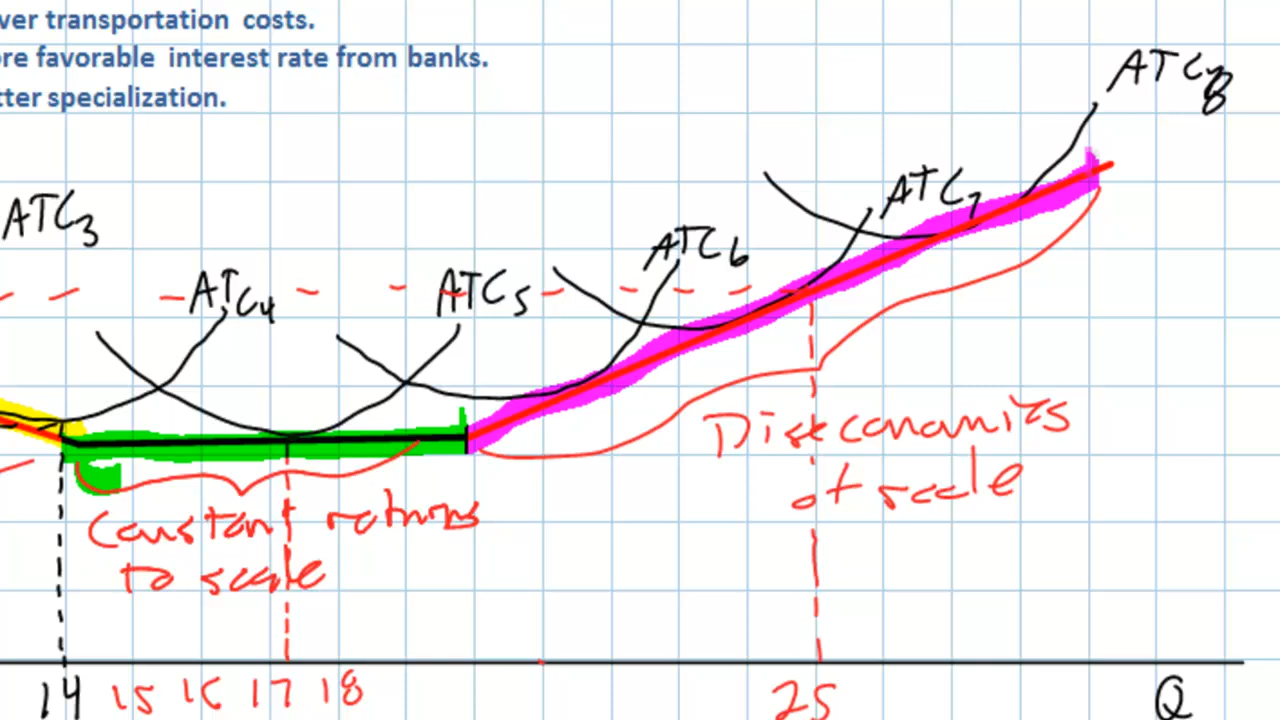 ver transportation costs.
re favorable interest rate from banks.
tter specialization.
ATC8
ATC3
ATC4
ATC5
ATC6
ATC7
Diseconomies
of scale
Constant returns
to scale
14 15 16 17 18 25 Q